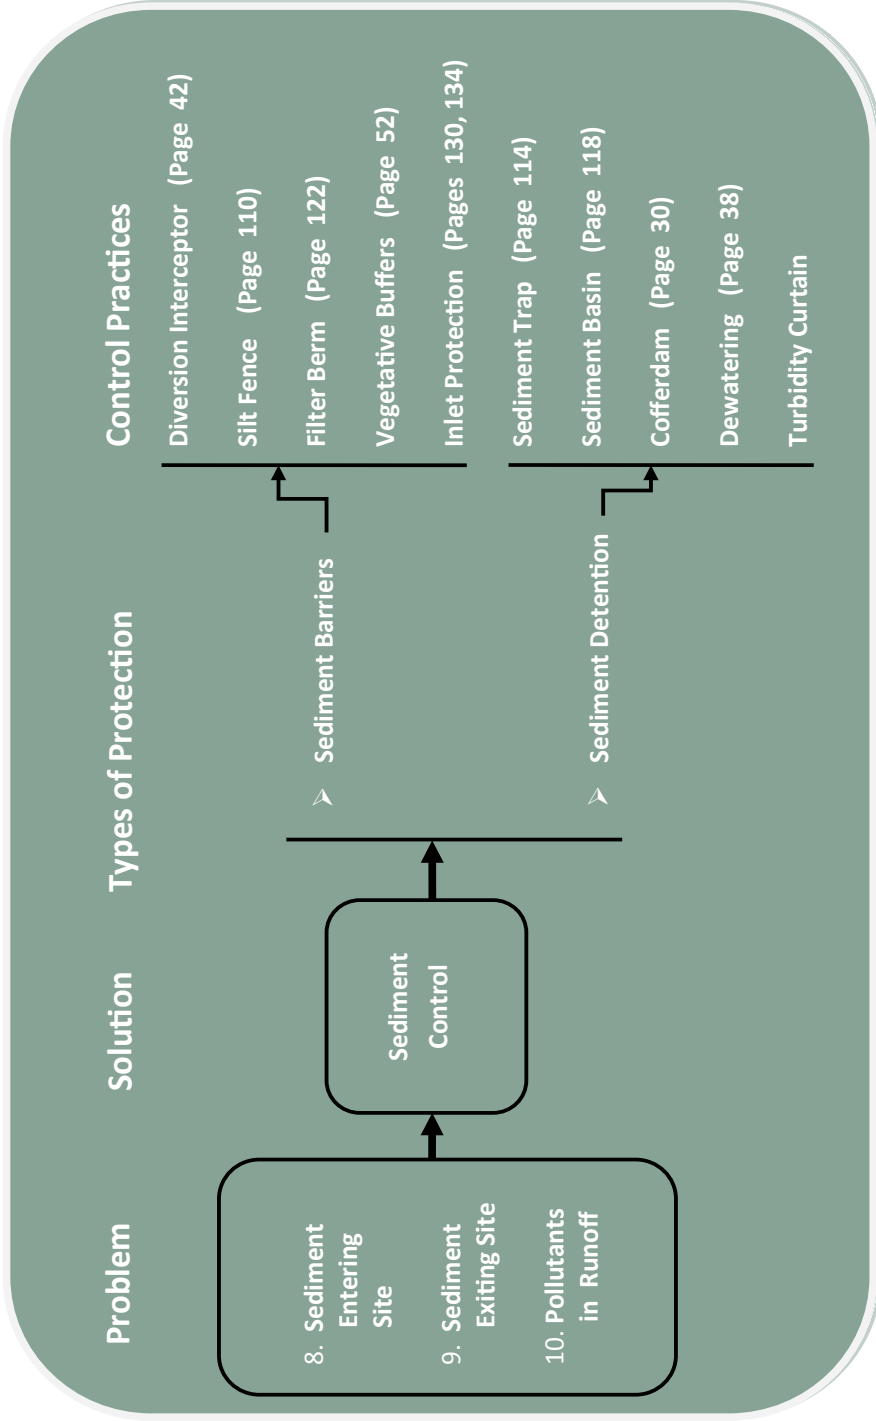 Problem
Solution
Types of Protection
Control Practices
8. Sediment
Entering
Site
9. Sediment
Exiting Site
10. Pollutants
in Runoff
Sediment
Control
➢ Sediment Barriers
➢ Sediment Detention
Diversion Interceptor (Page 42)
Silt Fence (Page 110)
Filter Berm (Page 122)
Vegetative Buffers (Page 52)
Inlet Protection (Pages 130, 134)
Sediment Trap (Page 114)
Sediment Basin (Page 118)
Cofferdam (Page 30)
Dewatering (Page 38)
Turbidity Curtain